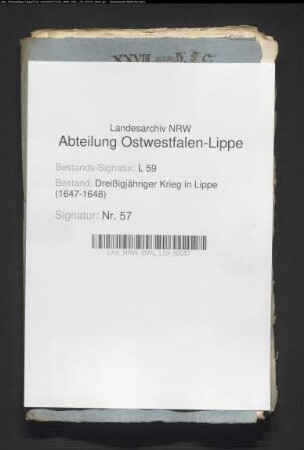 Landesarchiv NRW
Abteilung Ostwestfalen-Lippe
Bestands-Signatur: L 59
Bestand: Dreißigjähriger Krieg in Lippe
(1647-1648)
Signatur: Nr. 57